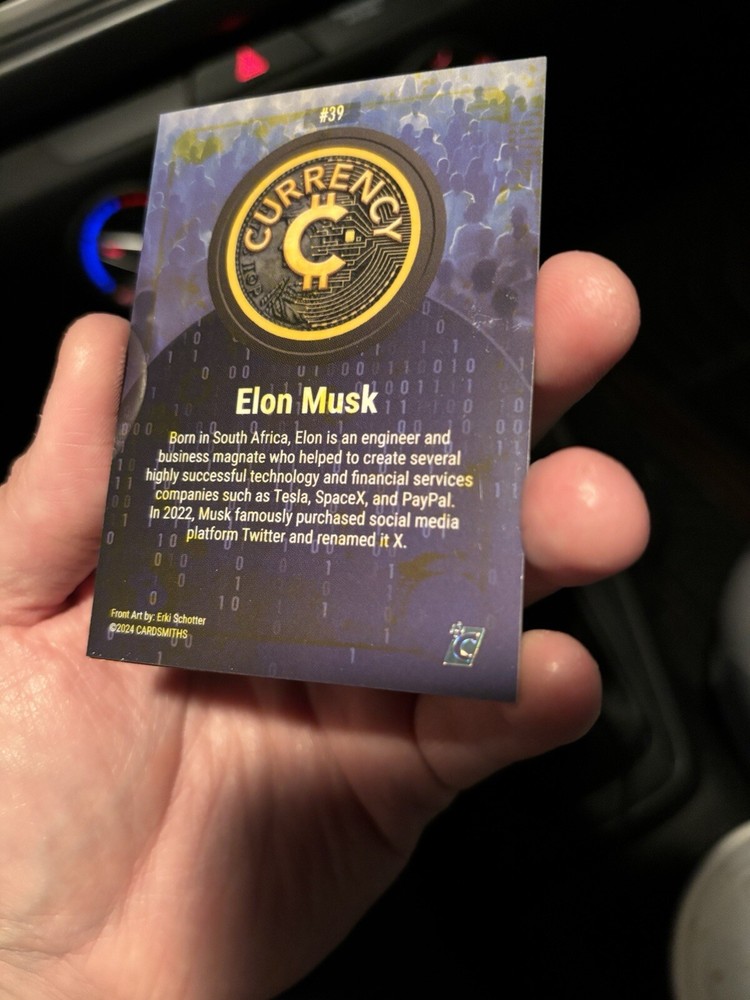 #39
CURRENCY
Elon Musk
Born in South Africa, Elon is an engineer and
business magnate who helped to create several
highly successful technology and financial services
companies such as Tesla, SpaceX, and PayPal.
In 2022, Musk famously purchased social media
platform Twitter and renamed it X.
Front Art by: Erki Schotter
©2024 CARDSMITHS